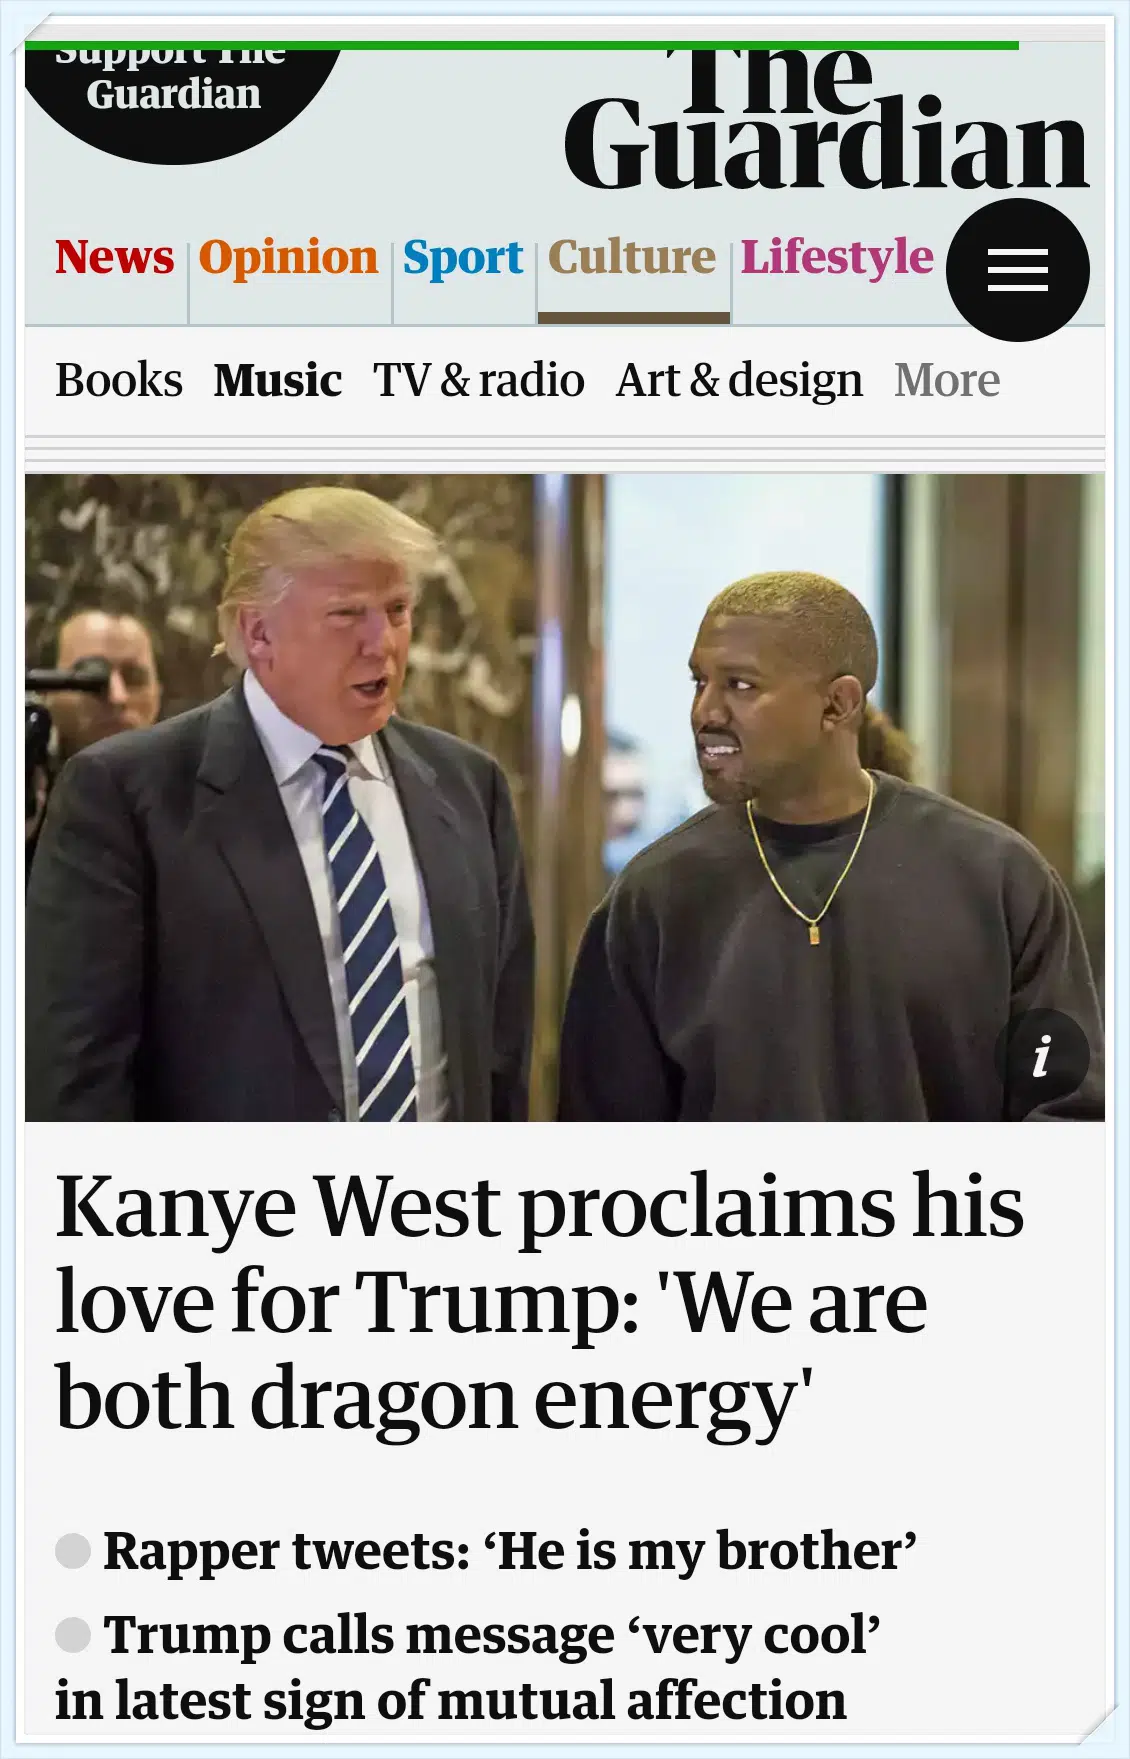 Support The
Guardian
The
Guardian
News Opinion Sport Culture Lifestyle
Books Music TV & radio Art & design More
i
Kanye West proclaims his
love for Trump: 'We are
both dragon energy'
Rapper tweets: ‘He is my brother’
Trump calls message ‘very cool’
in latest sign of mutual affection